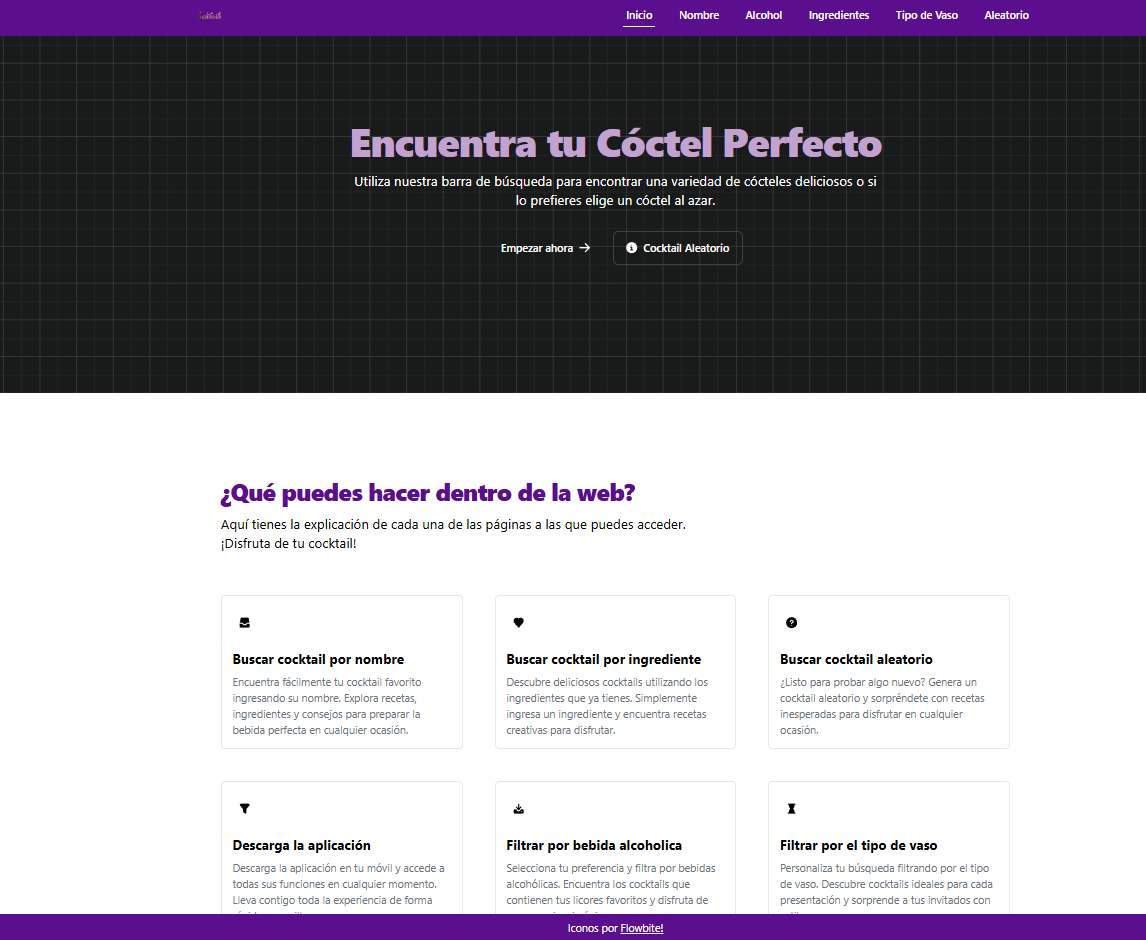 Inicio Nombre Alcohol Ingredientes Tipo de Vaso Aleatorio
Encuentra tu Cóctel Perfecto
Utiliza nuestra barra de búsqueda para encontrar una variedad de cócteles deliciosos o si
lo prefieres elige un cóctel al azar.
Empezar ahora → Cocktail Aleatorio
¿Qué puedes hacer dentro de la web?
Aquí tienes la explicación de cada una de las páginas a las que puedes acceder.
¡Disfruta de tu cocktail!
Buscar cocktail por nombre
Encuentra fácilmente tu cocktail favorito
ingresando su nombre. Explora recetas,
ingredientes y consejos para preparar la
bebida perfecta en cualquier ocasión.
Buscar cocktail por ingrediente
Descubre deliciosos cocktails utilizando los
ingredientes que ya tienes. Simplemente
ingresa un ingrediente y encuentra recetas
creativas para disfrutar.
Buscar cocktail aleatorio
¿Listo para probar algo nuevo? Genera un
cocktail aleatorio y sorpréndete con recetas
inesperadas para disfrutar en cualquier
ocasión.
Descarga la aplicación
Descarga la aplicación en tu móvil y accede a
todas sus funciones en cualquier momento.
Lleva contigo toda la experiencia de forma
Filtrar por bebida alcoholica
Selecciona tu preferencia y filtra por bebidas
alcohólicas. Encuentra los cocktails que
contienen tus licores favoritos y disfruta de
Filtrar por el tipo de vaso
Personaliza tu búsqueda filtrando por el tipo
de vaso. Descubre cocktails ideales para cada
presentación y sorprende a tus invitados con
Iconos por Flowbite!